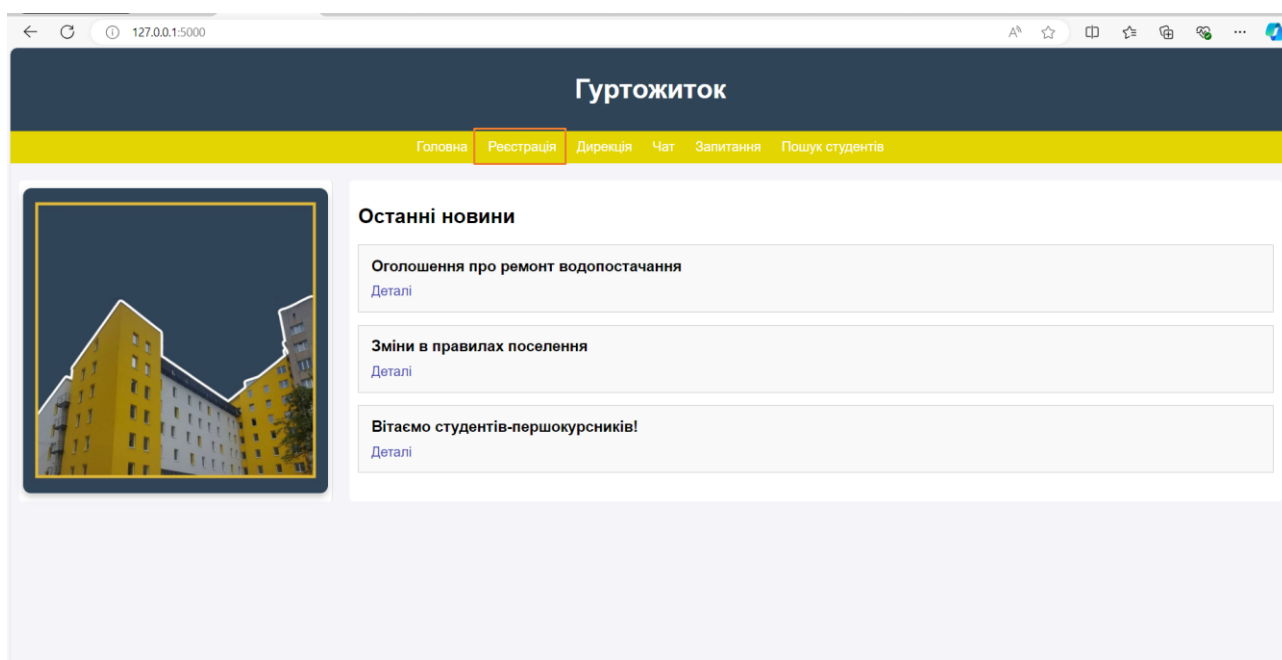 127.0.0.1:5000
Гуртожиток
Головна Реєстрація Дирекція Чат Запитання Пошук студентів
Останні новини
Оголошення про ремонт водопостачання
Деталі
Зміни в правилах поселення
Деталі
Вітаємо студентів-першокурсників!
Деталі